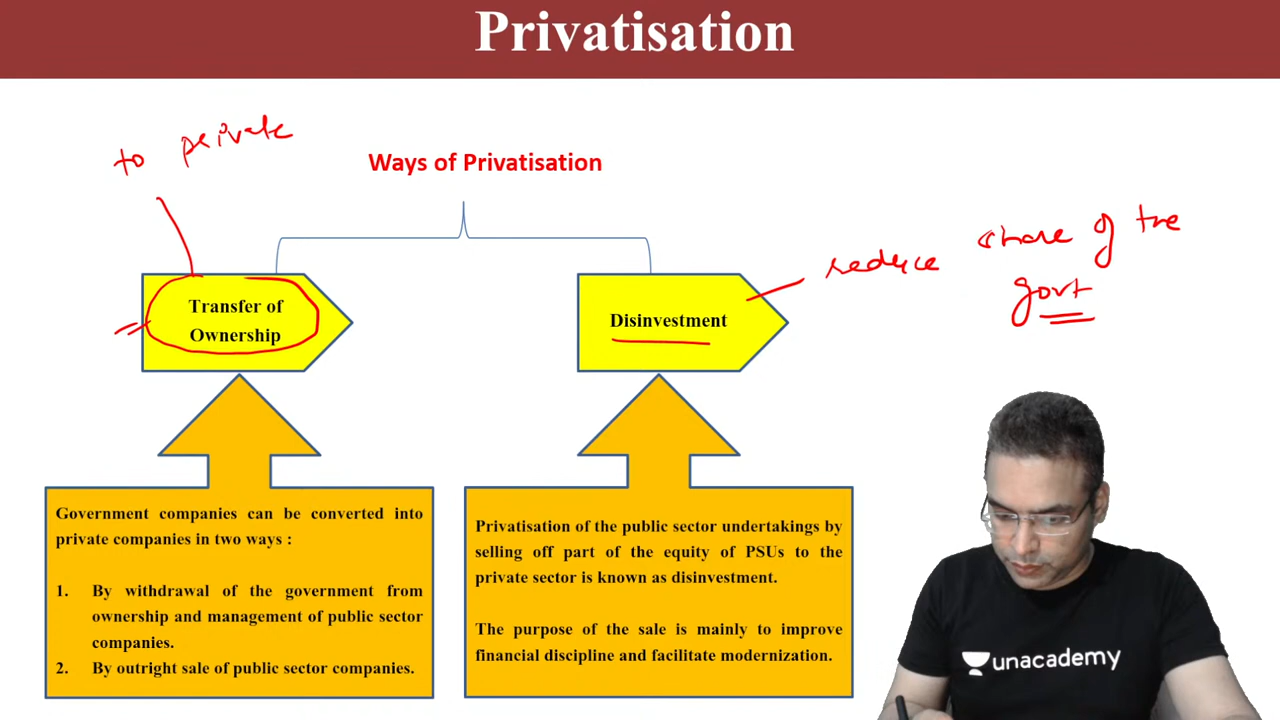 Privatisation
to private
Ways of Privatisation
reduce share of the
govt
Transfer of
Ownership
Disinvestment
Government companies can be converted into
private companies in two ways :
1. By withdrawal of the government from
ownership and management of public sector
companies.
2. By outright sale of public sector companies.
Privatisation of the public sector undertakings by
selling off part of the equity of PSUs to the
private sector is known as disinvestment.
The purpose of the sale is mainly to improve
financial discipline and facilitate modernization.
unacademy